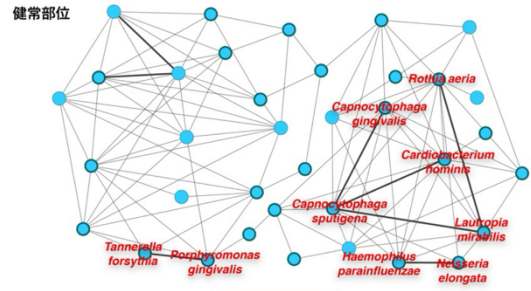 健常部位
Rothia aeria
Capnocytophaga
gingivalis
Cardiobacterium
hominis
Capnocytophaga
sputigena
Lautropia
mirabilis
Tannerella
forsythia
Porphyromonas
gingivalis
Haemophilus
parainfluenzae
Neisseria
elongata